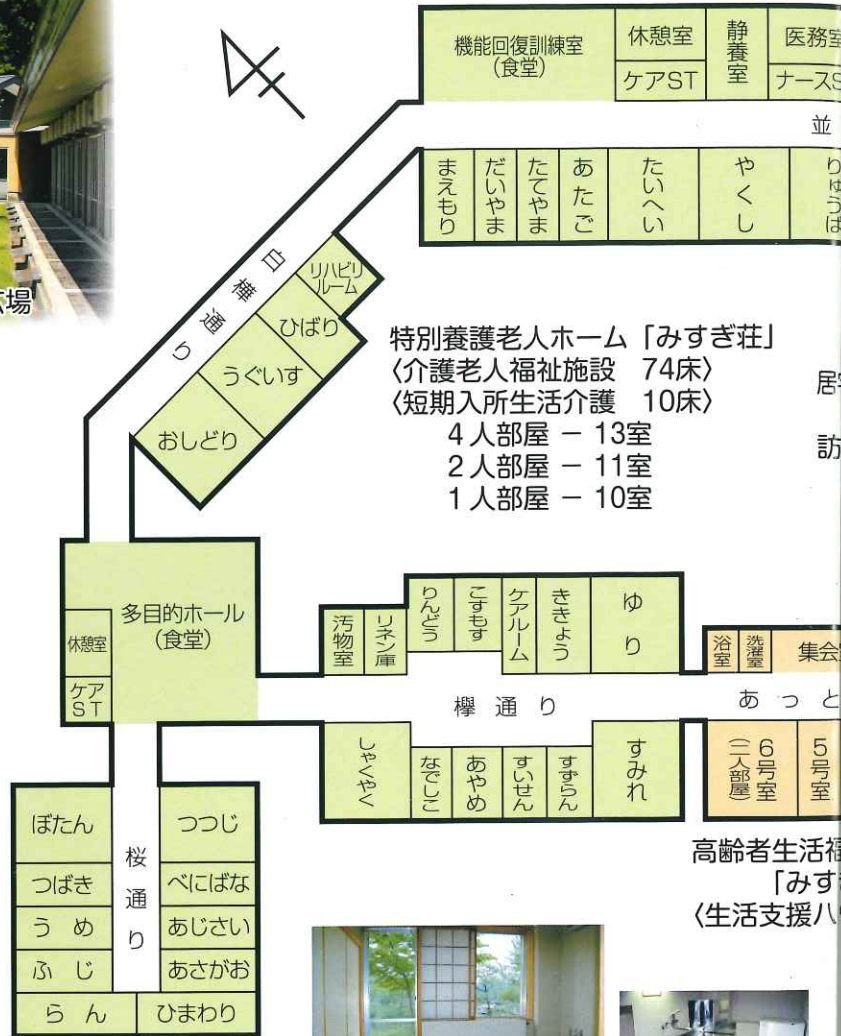 広場
機能回復訓練室
(食堂)
休憩室
ケアST
静養室
医務室
ナースS
並
まえもり
だいやま
たてやま
あたご
たいへい
やくし
りゅうば
白樺通り
リハビリ
ルーム
ひばり
うぐいす
おしどり
特別養護老人ホーム「みすぎ荘」
〈介護老人福祉施設 74床〉
〈短期入所生活介護 10床〉
4人部屋 − 13室
2人部屋 − 11室
1人部屋 − 10室
居宅
訪
多目的ホール
(食堂)
休憩室
ケア
ST
汚物室
リネン庫
りんどう
こすもす
ケアルーム
ききょう
ゆり
欅通り
しゃくやく
なでしこ
あやめ
すいせん
すずらん
すみれ
浴室
洗濯室
集会室
あっと
6号室
(二人部屋)
5号室
高齢者生活福
「みすぎ
〈生活支援ハウ
桜通り
ぼたん
つつじ
つばき
べにばな
うめ
あじさい
ふじ
あさがお
らん
ひまわり